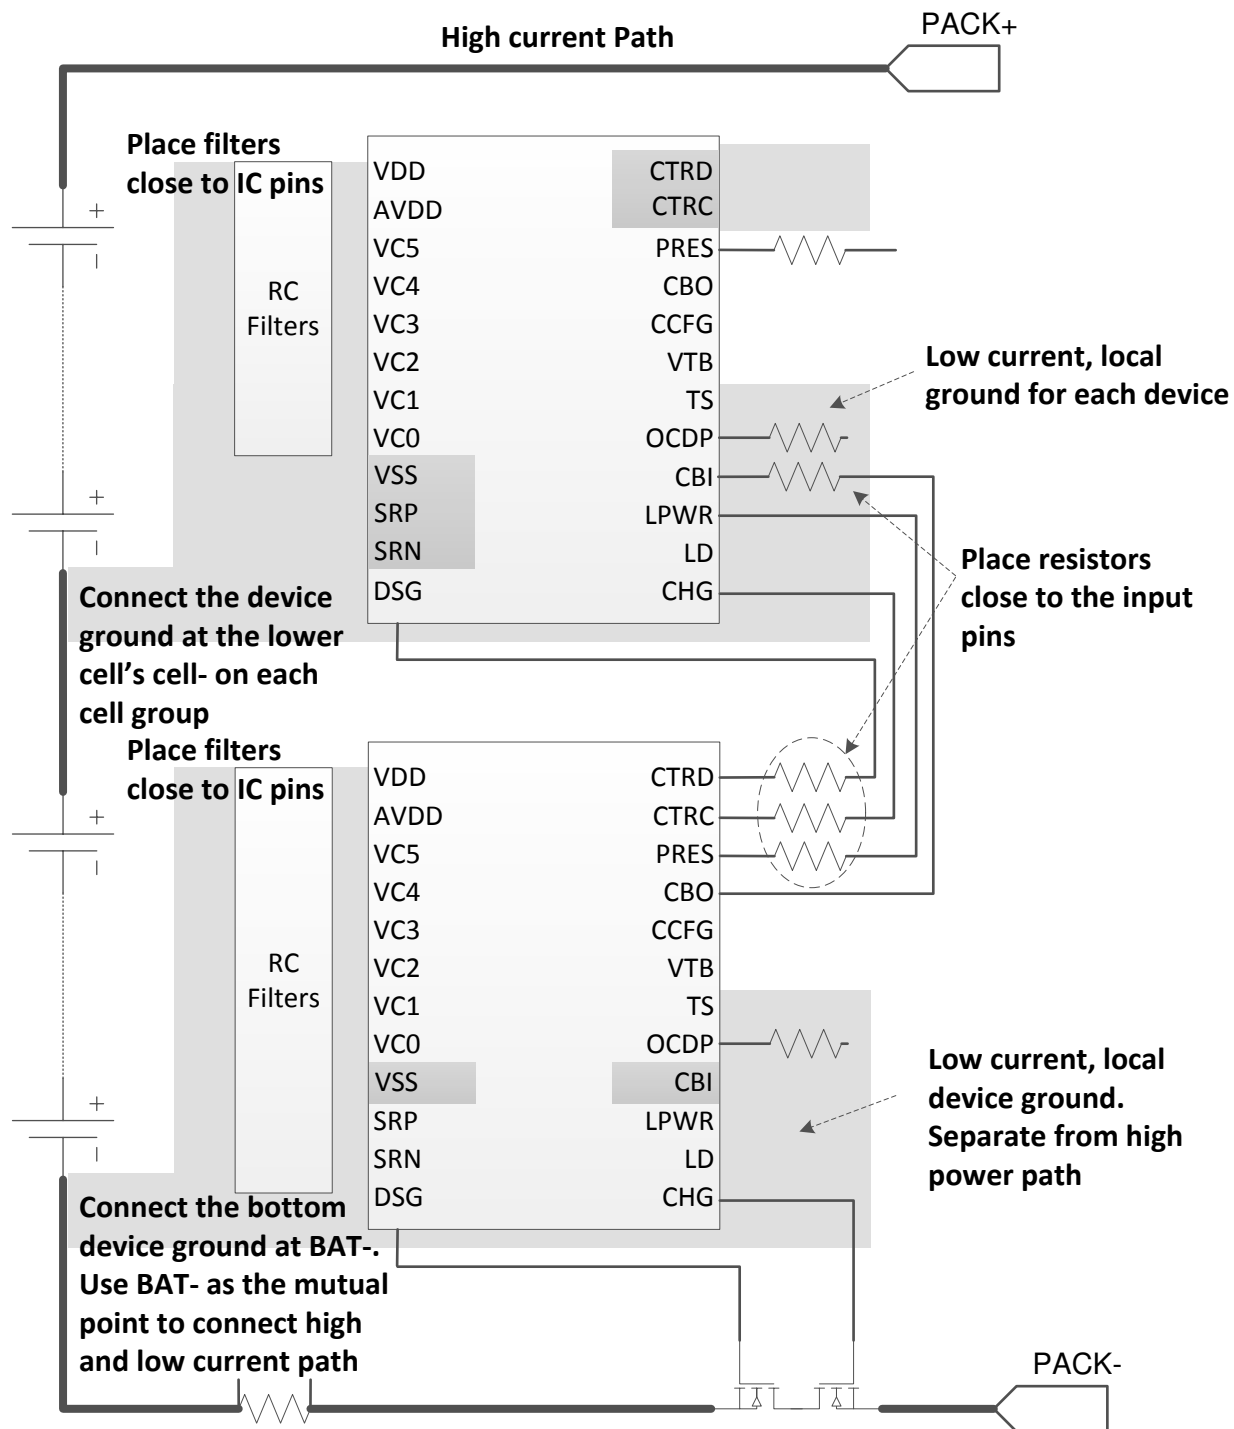 High current Path
PACK+
Place filters
close to IC pins
RC
Filters
VDD
AVDD
VC5
VC4
VC3
VC2
VC1
VC0
VSS
SRP
SRN
DSG
CTRD
CTRC
PRES
CBO
CCFG
VTB
TS
OCDP
CBI
LPWR
LD
CHG
Low current, local
ground for each device
Place resistors
close to the input
pins
+
+
Connect the device
ground at the lower
cell’s cell- on each
cell group
Place filters
close to IC pins
RC
Filters
VDD
AVDD
VC5
VC4
VC3
VC2
VC1
VC0
VSS
SRP
SRN
DSG
CTRD
CTRC
PRES
CBO
CCFG
VTB
TS
OCDP
CBI
LPWR
LD
CHG
+
+
Low current, local
device ground.
Separate from high
power path
Connect the bottom
device ground at BAT-.
Use BAT- as the mutual
point to connect high
and low current path
PACK-